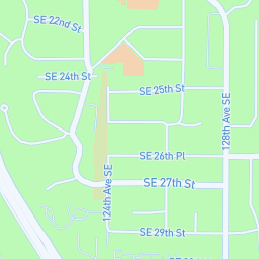 SE 22nd St
SE 24th St
SE 25th St
128th Ave SE
SE 26th Pl
124th Ave SE
SE 27th St
SE 29th St